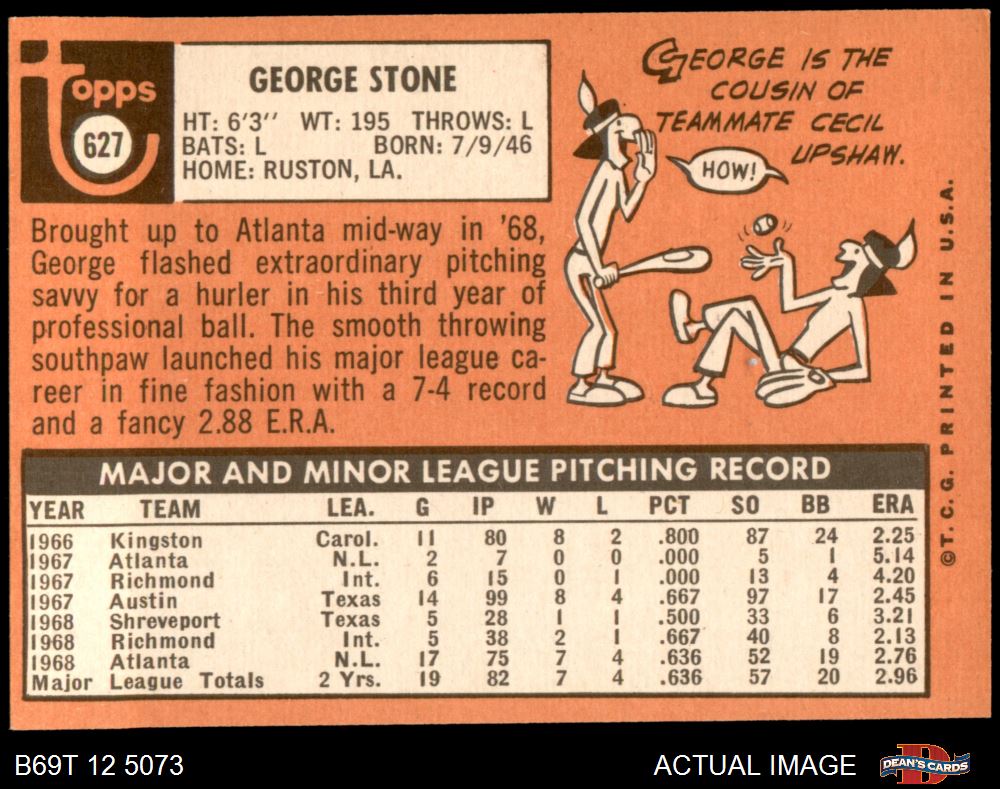 topps
627
GEORGE STONE
HT: 6'3'' WT: 195 THROWS: L
BATS: L BORN: 7/9/46
HOME: RUSTON, LA.
Brought up to Atlanta mid-way in '68,
George flashed extraordinary pitching
savvy for a hurler in his third year of
professional ball. The smooth throwing
southpaw launched his major league ca-
reer in fine fashion with a 7-4 record
and a fancy 2.88 E.R.A.
GEORGE IS THE
COUSIN OF
TEAMMATE CECIL
UPSHAW.
HOW!
©T.C.G. PRINTED IN U.S.A.
MAJOR AND MINOR LEAGUE PITCHING RECORD
YEAR TEAM LEA. G IP W L PCT SO BB ERA
1966 Kingston Carol. 11 80 8 2 .800 87 24 2.25
1967 Atlanta N.L. 2 7 0 0 .000 5 1 5.14
1967 Richmond Int. 6 15 0 1 .000 13 4 4.20
1967 Austin Texas 14 99 8 4 .667 97 17 2.45
1968 Shreveport Texas 5 28 1 1 .500 33 6 3.21
1968 Richmond Int. 5 38 2 1 .667 40 8 2.13
1968 Atlanta N.L. 17 75 7 4 .636 52 19 2.76
Major League Totals 2 Yrs. 19 82 7 4 .636 57 20 2.96
B69T 12 5073
ACTUAL IMAGE
D
DEAN'S CARDS